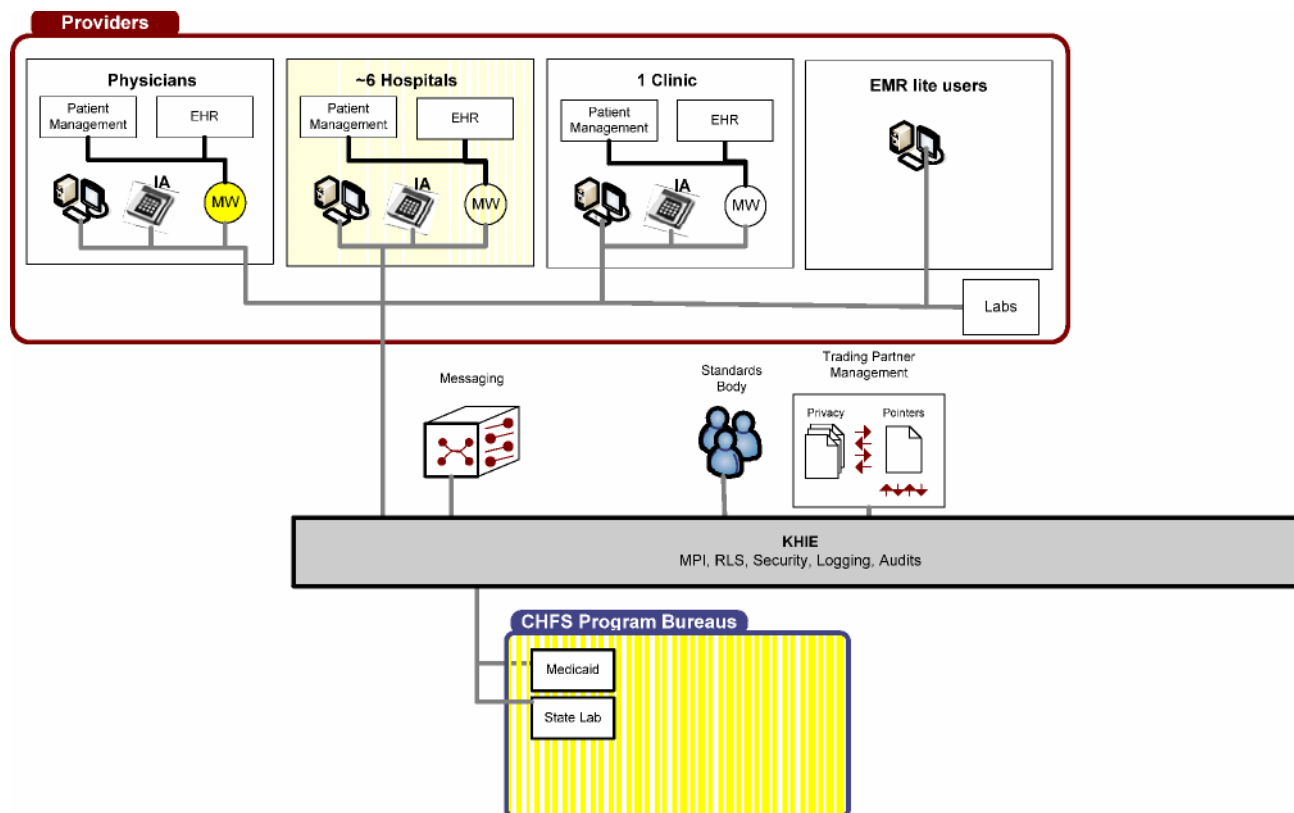 Providers
Physicians
Patient
Management
EHR
IA
MW
~6 Hospitals
Patient
Management
EHR
IA
MW
1 Clinic
Patient
Management
EHR
IA
MW
EMR lite users
Labs
Messaging
Standards
Body
Trading Partner
Management
Privacy
Pointers
KHIE
MPI, RLS, Security, Logging, Audits
CHFS Program Bureaus
Medicaid
State Lab